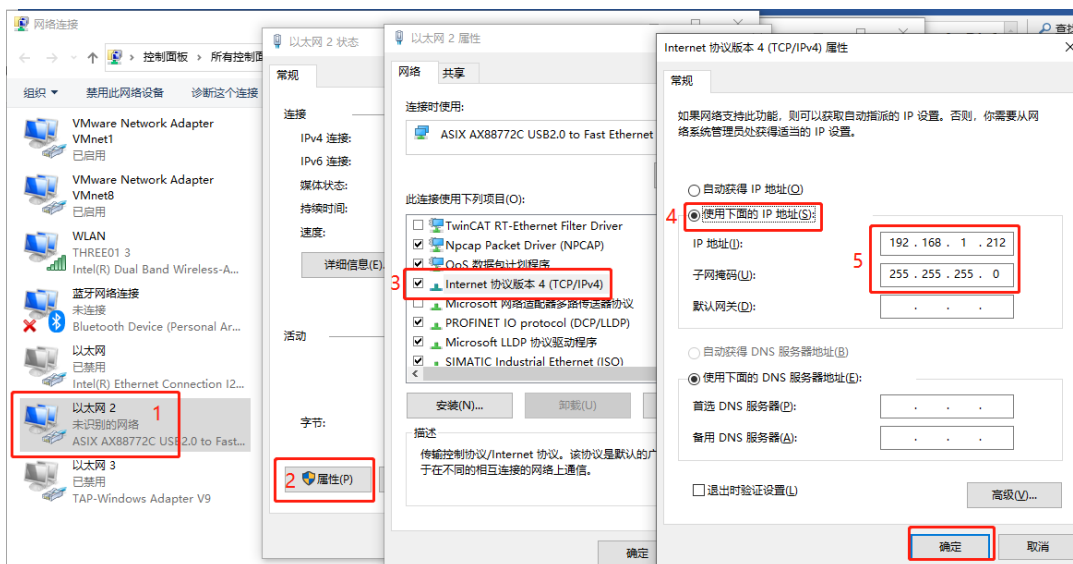 网络连接
控制面板 › 所有控制面
组织
禁用此网络设备
诊断这个连接
VMware Network Adapter
VMnet1
已启用
VMware Network Adapter
VMnet8
已启用
WLAN
THREE01 3
Intel(R) Dual Band Wireless-A...
蓝牙网络连接
未连接
Bluetooth Device (Personal Ar...
以太网
已禁用
Intel(R) Ethernet Connection I2...
以太网 2
1
未识别的网络
ASIX AX88772C USB2.0 to Fast...
以太网 3
已禁用
TAP-Windows Adapter V9
以太网 2 状态
常规
连接
IPv4 连接:
IPv6 连接:
媒体状态:
持续时间:
速度:
详细信息(E)
活动
字节:
2
属性(P)
以太网 2 属性
网络
共享
连接时使用:
ASIX AX88772C USB2.0 to Fast Ethernet
此连接使用下列项目(O):
TwinCAT RT-Ethernet Filter Driver
Npcap Packet Driver (NPCAP)
QoS 数据包计划程序
3
Internet 协议版本 4 (TCP/IPv4)
Microsoft 网络适配器多路传送器协议
PROFINET IO protocol (DCP/LLDP)
Microsoft LLDP 协议驱动程序
SIMATIC Industrial Ethernet (ISO)
安装(N)...
卸载(U)
描述
传输控制协议/Internet 协议。该协议是默认的广
于在不同的相互连接的网络上通信。
确定
查找
Internet 协议版本 4 (TCP/IPv4) 属性
常规
如果网络支持此功能，则可以获取自动指派的 IP 设置。否则，你需要从网
络系统管理员处获得适当的 IP 设置。
自动获得 IP 地址(O)
4
使用下面的 IP 地址(S):
IP 地址(I):
192 . 168 . 1 . 212
5
子网掩码(U):
255 . 255 . 255 . 0
默认网关(D):
. . .
自动获得 DNS 服务器地址(B)
使用下面的 DNS 服务器地址(E):
首选 DNS 服务器(P):
. . .
备用 DNS 服务器(A):
. . .
退出时验证设置(L)
高级(V)...
确定
取消